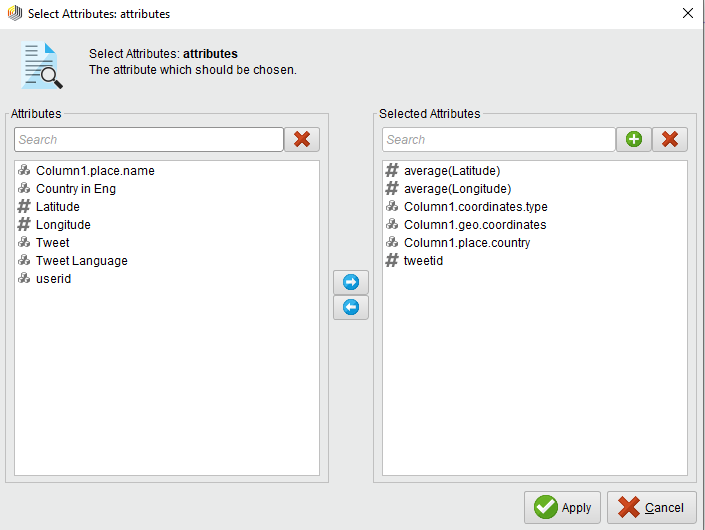 Select Attributes: attributes
Select Attributes: attributes
The attribute which should be chosen.
Attributes
Search
Column1.place.name
Country in Eng
Latitude
Longitude
Tweet
Tweet Language
userid
Selected Attributes
Search
average(Latitude)
average(Longitude)
Column1.coordinates.type
Column1.geo.coordinates
Column1.place.country
tweetid
Apply
Cancel